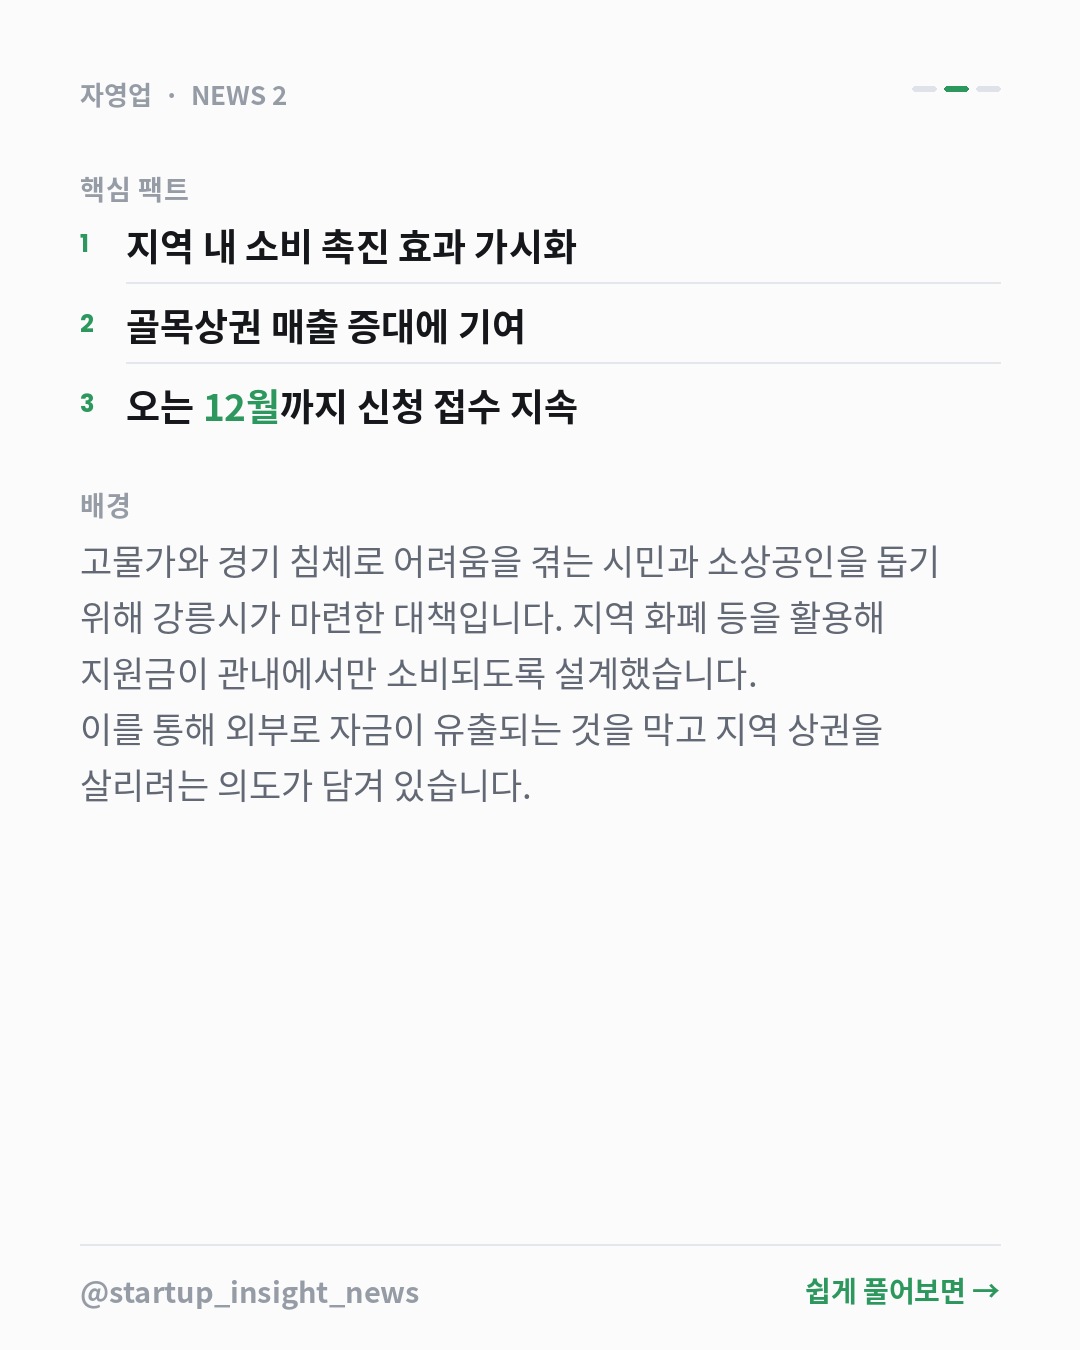 자영업 · NEWS 2
핵심 팩트
1 지역 내 소비 촉진 효과 가시화
2 골목상권 매출 증대에 기여
3 오는 12월까지 신청 접수 지속
배경
고물가와 경기 침체로 어려움을 겪는 시민과 소상공인을 돕기
위해 강릉시가 마련한 대책입니다. 지역 화폐 등을 활용해
지원금이 관내에서만 소비되도록 설계했습니다.
이를 통해 외부로 자금이 유출되는 것을 막고 지역 상권을
살리려는 의도가 담겨 있습니다.
@startup_insight_news
쉽게 풀어보면 →